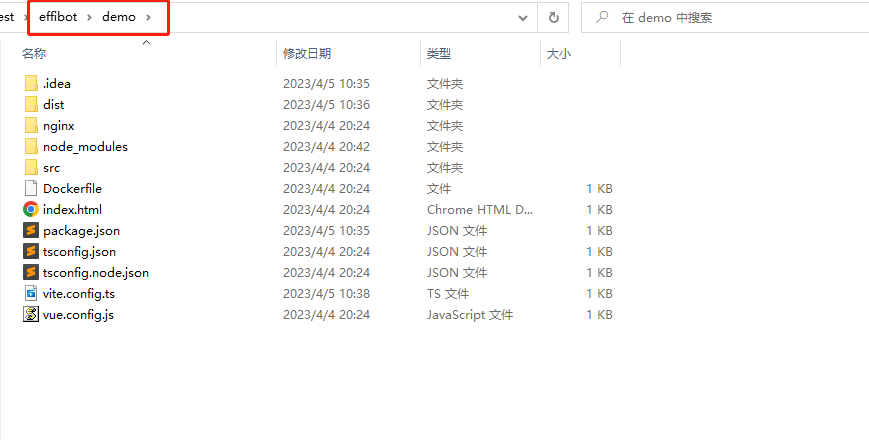 est › effibot › demo › 在 demo 中搜索
名称 修改日期 类型 大小
.idea 2023/4/5 10:35 文件夹
dist 2023/4/5 10:36 文件夹
nginx 2023/4/4 20:24 文件夹
node_modules 2023/4/4 20:42 文件夹
src 2023/4/4 20:24 文件夹
Dockerfile 2023/4/4 20:24 文件 1 KB
index.html 2023/4/4 20:24 Chrome HTML D... 1 KB
package.json 2023/4/5 10:35 JSON 文件 1 KB
tsconfig.json 2023/4/4 20:24 JSON 文件 1 KB
tsconfig.node.json 2023/4/4 20:24 JSON 文件 1 KB
vite.config.ts 2023/4/5 10:38 TS 文件 1 KB
vue.config.js 2023/4/4 20:24 JavaScript 文件 1 KB